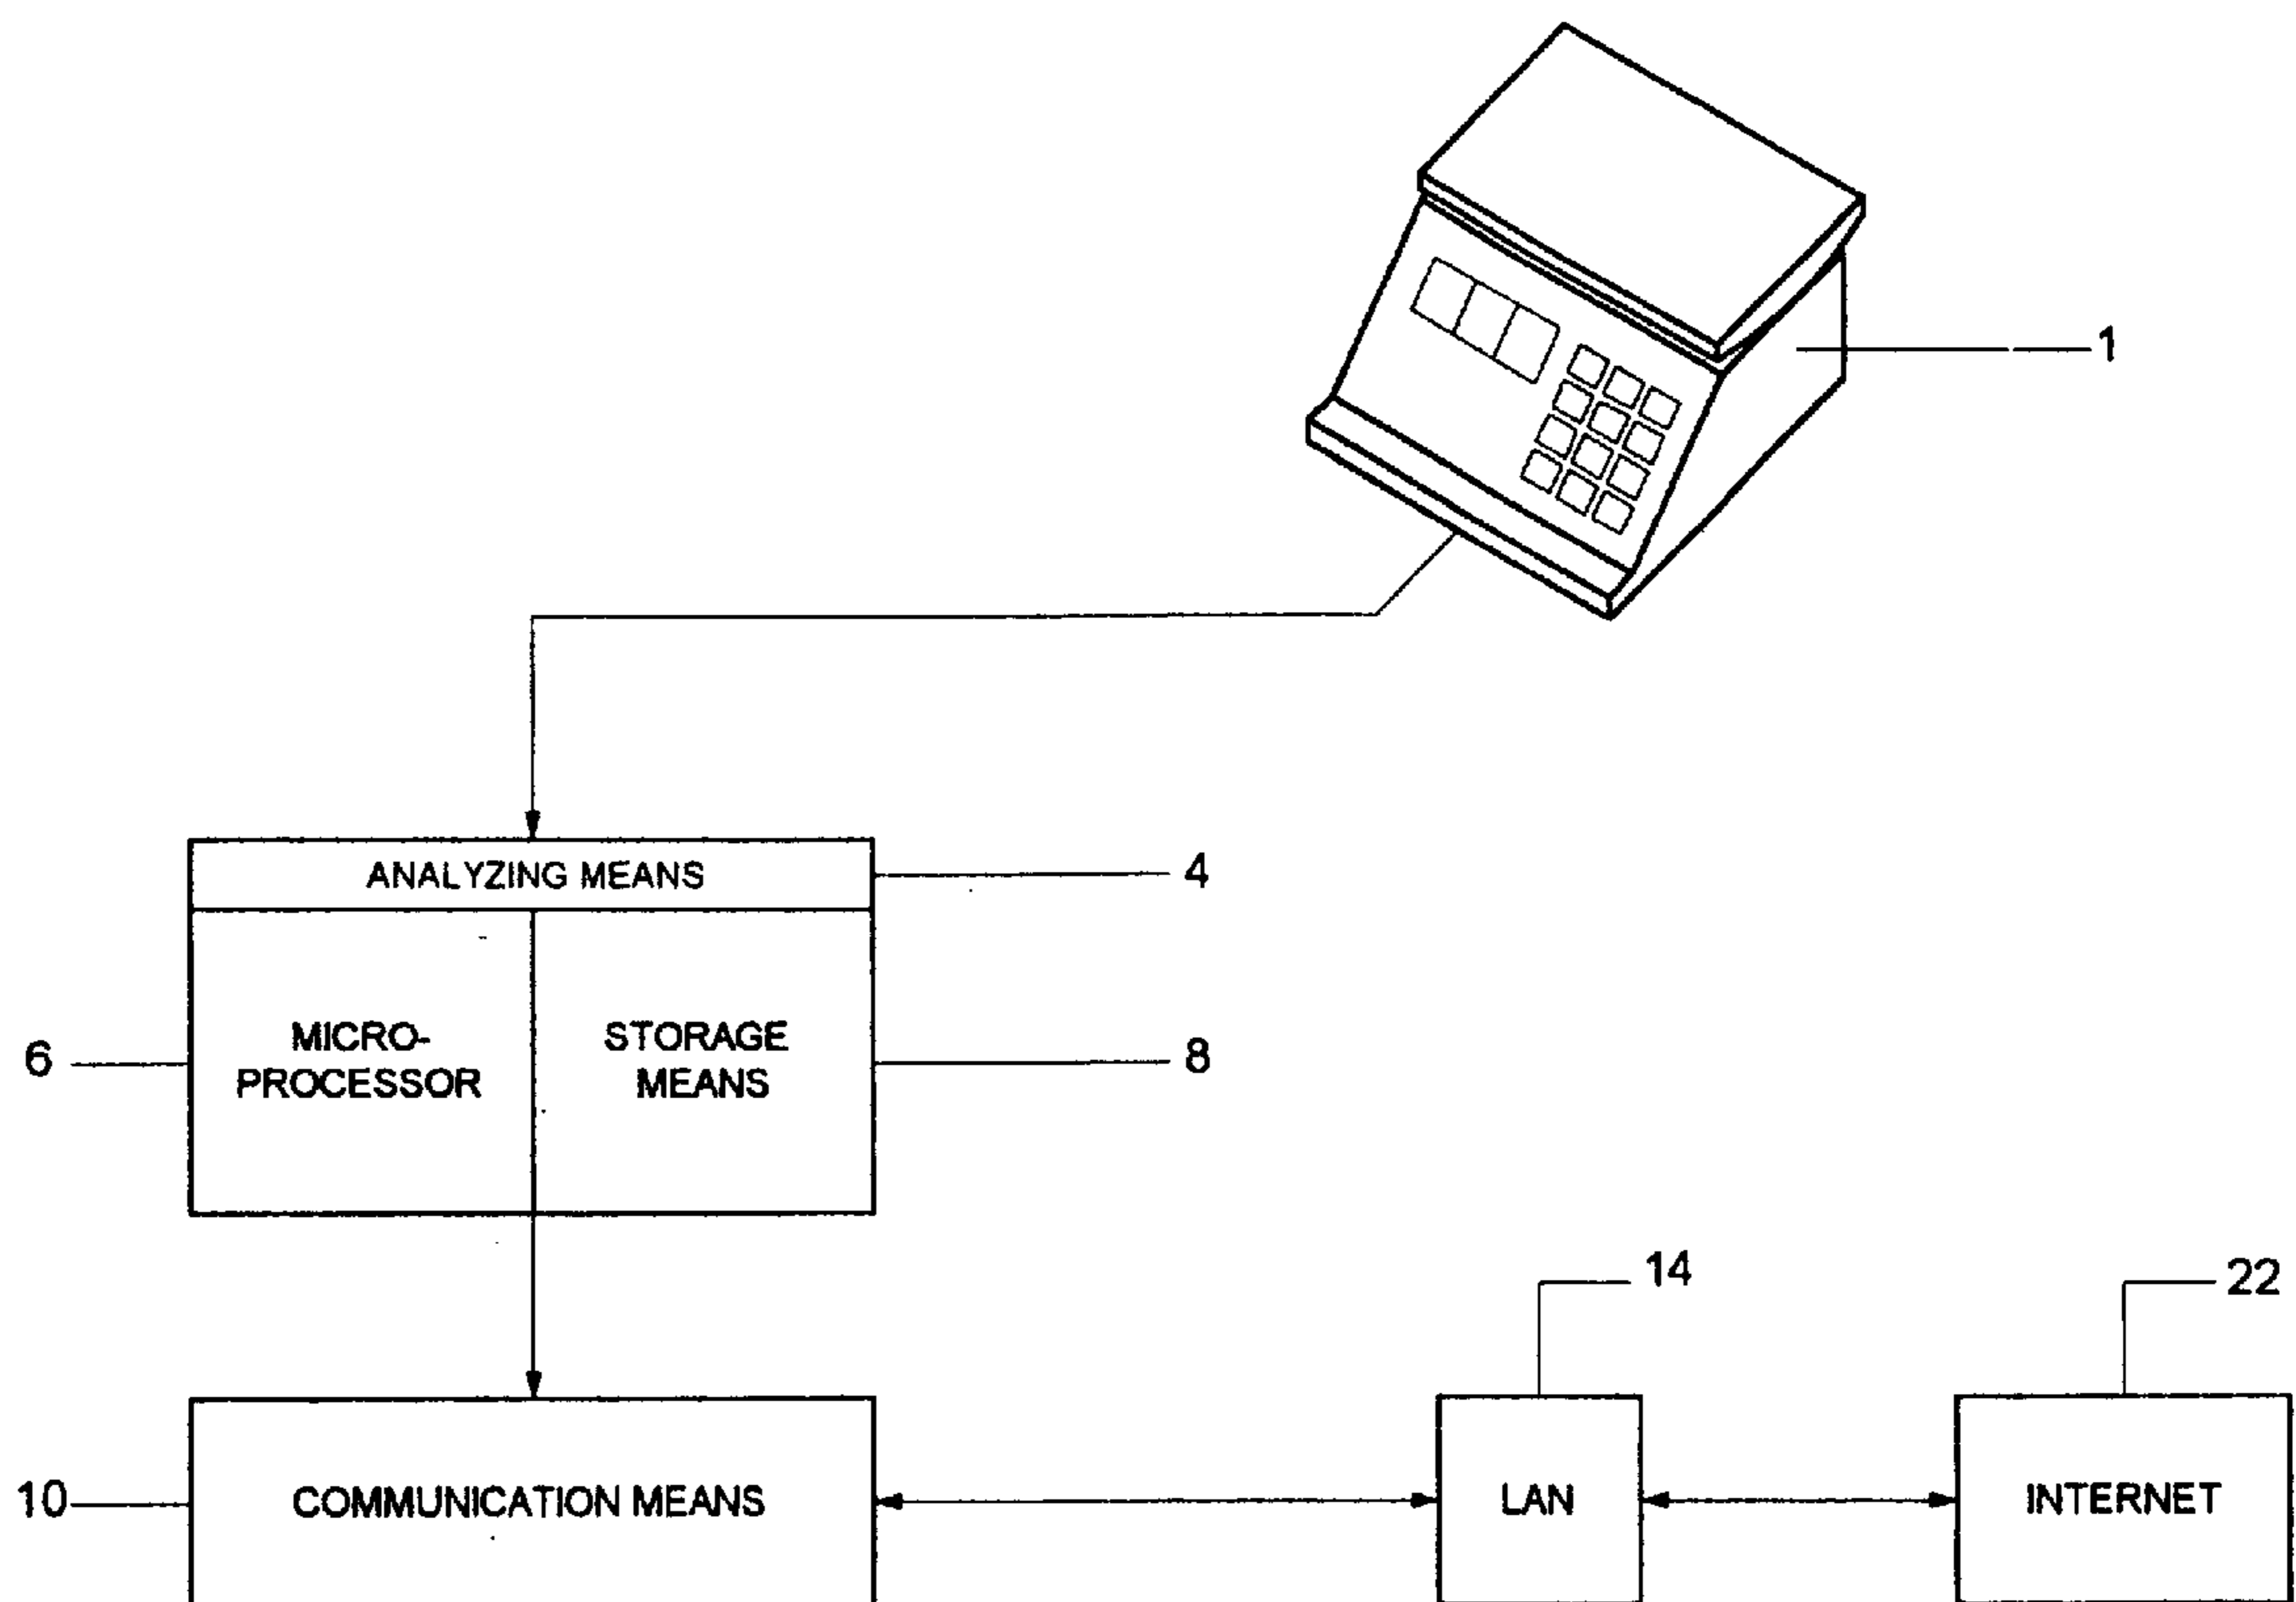 1
ANALYZING MEANS
4
MICRO-
PROCESSOR
STORAGE
MEANS
6
8
14
22
10
COMMUNICATION MEANS
LAN
INTERNET